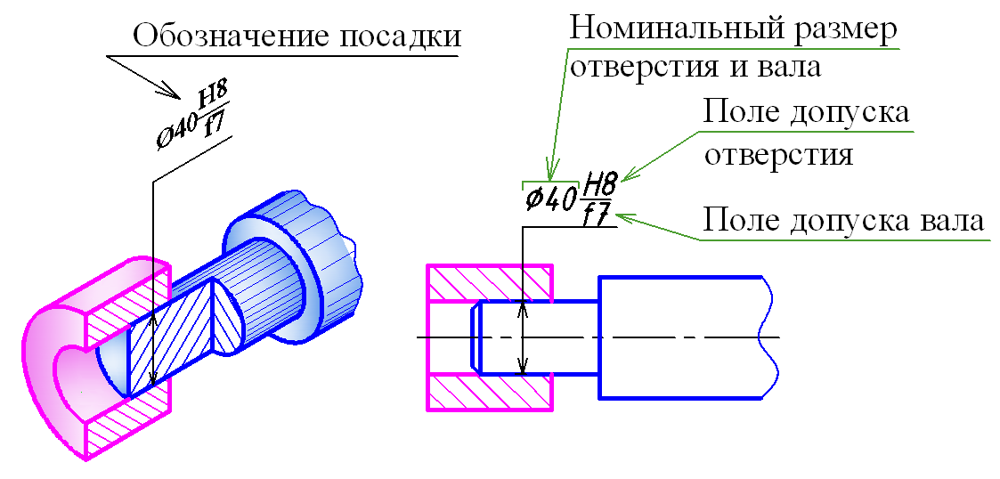 Обозначение посадки
Ø40 H8/f7
Номинальный размер
отверстия и вала
Поле допуска
отверстия
Ø40 H8/f7
Поле допуска вала